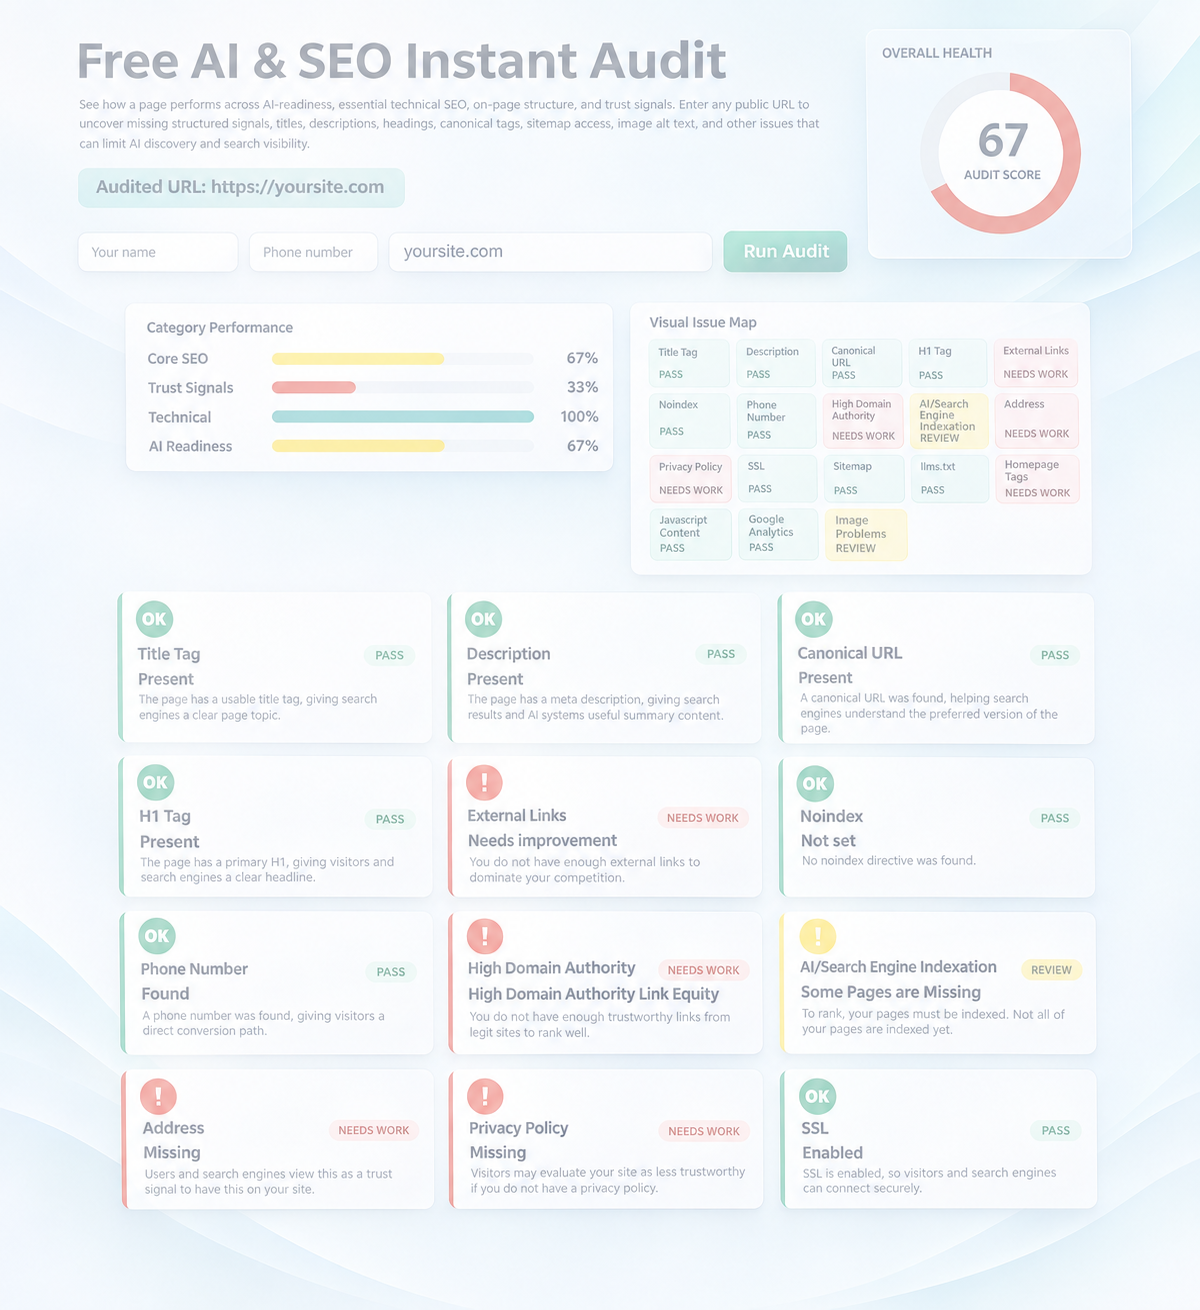 Free AI & SEO Instant Audit
See how a page performs across AI-readiness, essential technical SEO, on-page structure, and trust signals. Enter any public URL to
uncover missing structured signals, titles, descriptions, headings, canonical tags, sitemap access, image alt text, and other issues that
can limit AI discovery and search visibility.
Audited URL: https://yoursite.com
Your name
Phone number
yoursite.com
Run Audit
OVERALL HEALTH
67
AUDIT SCORE
Category Performance
Core SEO 67%
Trust Signals 33%
Technical 100%
AI Readiness 67%
Visual Issue Map
Title Tag
PASS
Description
PASS
Canonical
URL
PASS
H1 Tag
PASS
External Links
NEEDS WORK
Noindex
PASS
Phone
Number
PASS
High Domain
Authority
NEEDS WORK
AI/Search
Engine
Indexation
REVIEW
Address
NEEDS WORK
Privacy Policy
NEEDS WORK
SSL
PASS
Sitemap
PASS
llms.txt
PASS
Homepage
Tags
NEEDS WORK
Javascript
Content
PASS
Google
Analytics
PASS
Image
Problems
REVIEW
OK
Title Tag
PASS
Present
The page has a usable title tag, giving search
engines a clear page topic.
OK
Description
PASS
Present
The page has a meta description, giving search
results and AI systems useful summary content.
OK
Canonical URL
PASS
Present
A canonical URL was found, helping search
engines understand the preferred version of the
page.
OK
H1 Tag
PASS
Present
The page has a primary H1, giving visitors and
search engines a clear headline.
!
External Links
NEEDS WORK
Needs improvement
You do not have enough external links to
dominate your competition.
OK
Noindex
PASS
Not set
No noindex directive was found.
OK
Phone Number
PASS
Found
A phone number was found, giving visitors a
direct conversion path.
!
High Domain Authority
NEEDS WORK
High Domain Authority Link Equity
You do not have enough trustworthy links from
legit sites to rank well.
!
AI/Search Engine Indexation
REVIEW
Some Pages are Missing
To rank, your pages must be indexed. Not all of
your pages are indexed yet.
!
Address
NEEDS WORK
Missing
Users and search engines view this as a trust
signal to have this on your site.
!
Privacy Policy
NEEDS WORK
Missing
Visitors may evaluate your site as less trustworthy
if you do not have a privacy policy.
OK
SSL
PASS
Enabled
SSL is enabled, so visitors and search engines
can connect securely.